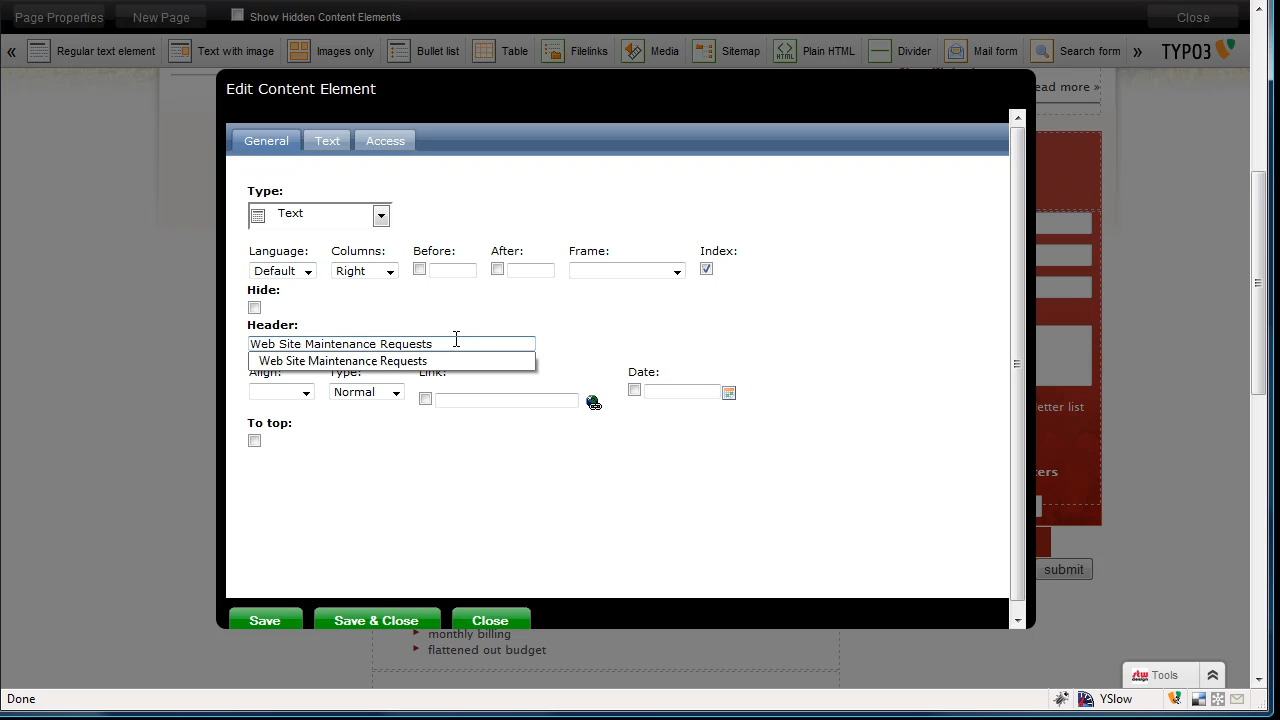 Page Properties New Page Show Hidden Content Elements Close
« Regular text element Text with image Images only Bullet list Table Filelinks Media Sitemap Plain HTML Divider Mail form Search form » TYPO3
ead more »
Edit Content Element
General Text Access
Type:
Text
Language: Columns: Before: After: Frame: Index:
Default Right
Hide:
Header:
Web Site Maintenance Requests
Web Site Maintenance Requests
Align: Type: Link: Date:
Normal
etter list
To top:
ters
submit
Save Save & Close Close
monthly billing
flattened out budget
stw design Tools
Done YSlow